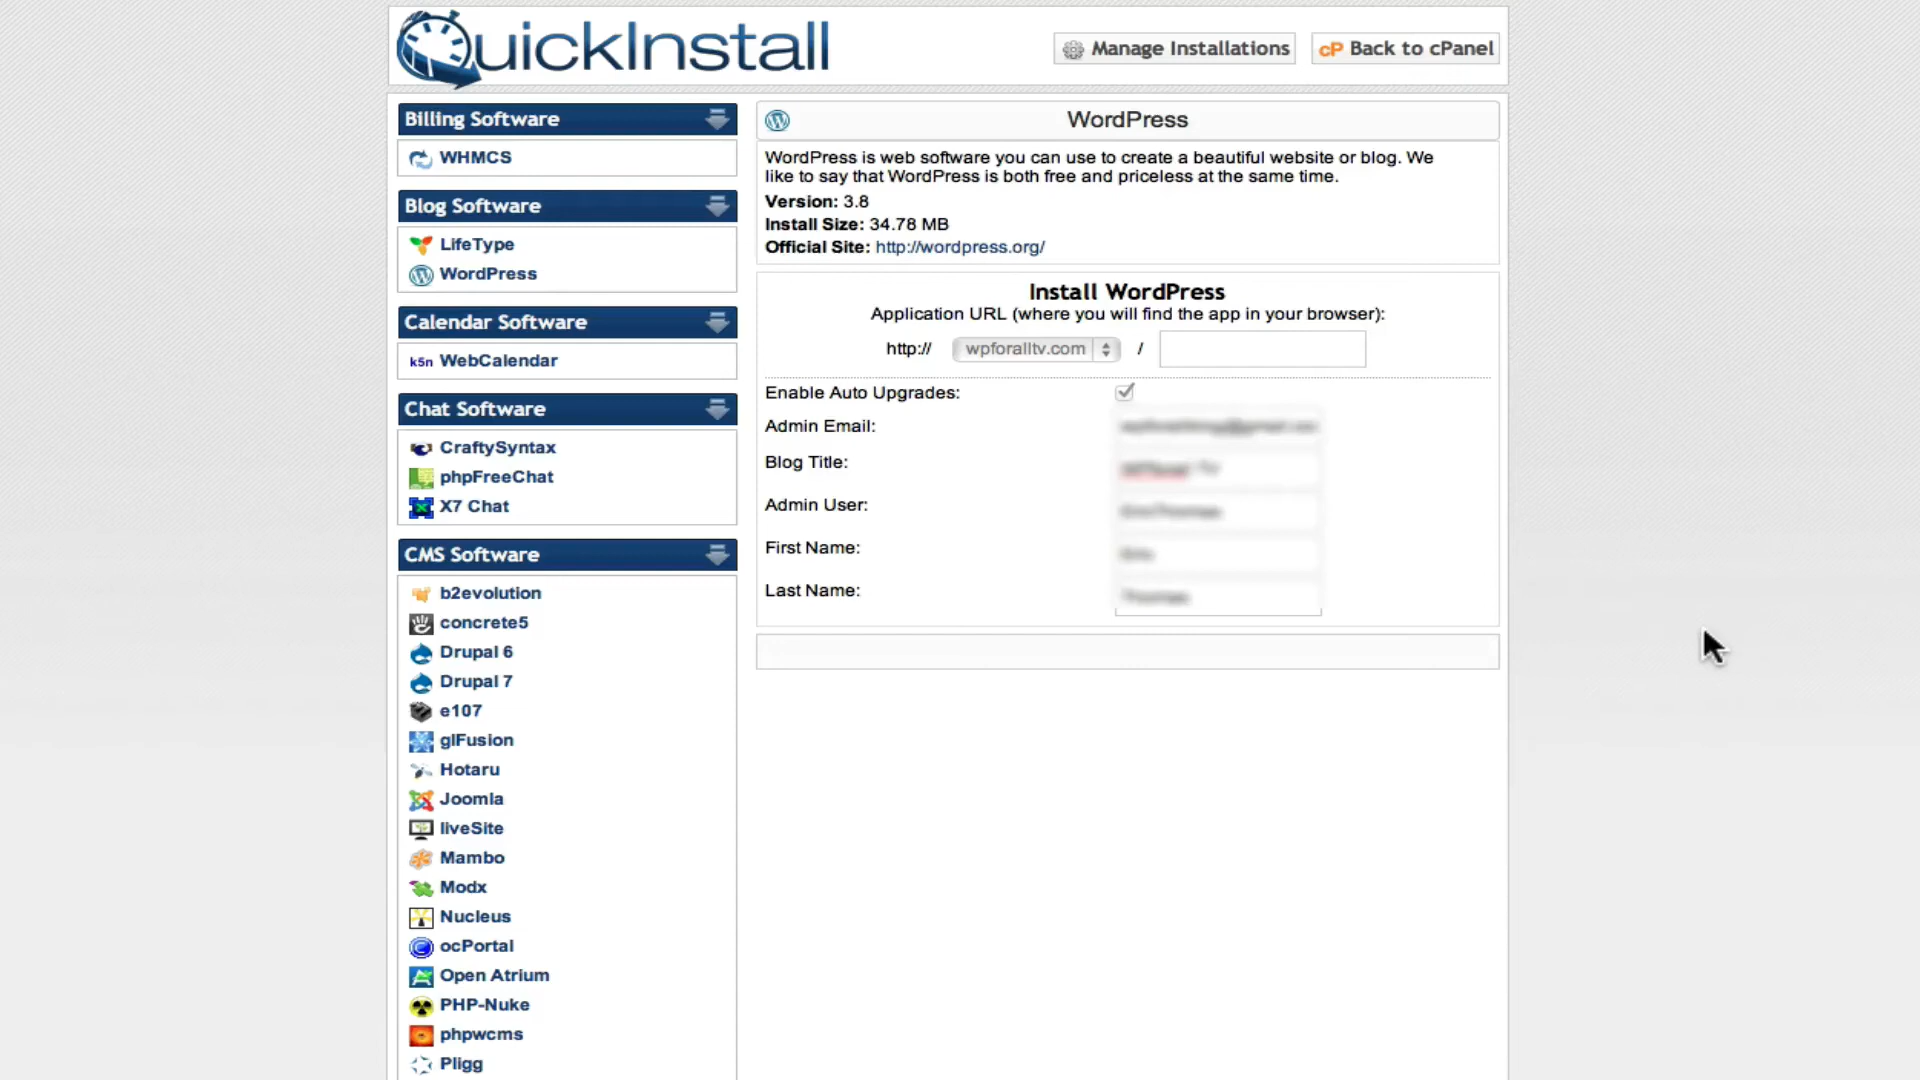 QuickInstall
Manage Installations
cP Back to cPanel
Billing Software
WHMCS
Blog Software
LifeType
WordPress
Calendar Software
k5n WebCalendar
Chat Software
CraftySyntax
phpFreeChat
X7 Chat
CMS Software
b2evolution
concrete5
Drupal 6
Drupal 7
e107
glFusion
Hotaru
Joomla
liveSite
Mambo
Modx
Nucleus
ocPortal
Open Atrium
PHP-Nuke
phpwcms
Pligg
WordPress
WordPress is web software you can use to create a beautiful website or blog. We
like to say that WordPress is both free and priceless at the same time.
Version: 3.8
Install Size: 34.78 MB
Official Site: http://wordpress.org/
Install WordPress
Application URL (where you will find the app in your browser):
http:// wpforalltv.com /
Enable Auto Upgrades:
Admin Email:
Blog Title:
Admin User:
First Name:
Last Name: